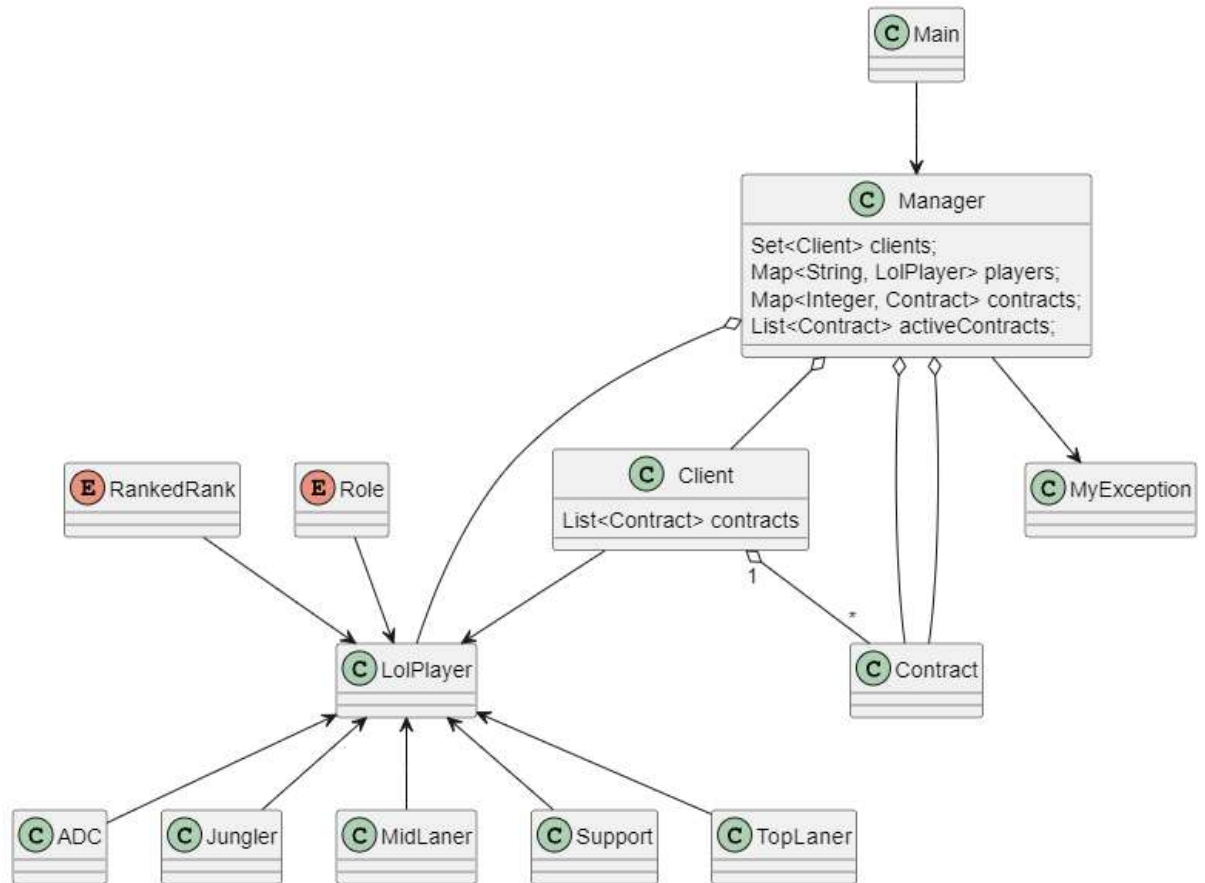 C Main
C Manager
Set<Client> clients;
Map<String, LolPlayer> players;
Map<Integer, Contract> contracts;
List<Contract> activeContracts;
E RankedRank
E Role
C Client
List<Contract> contracts
C MyException
1
*
C LolPlayer
C Contract
C ADC
C Jungler
C MidLaner
C Support
C TopLaner